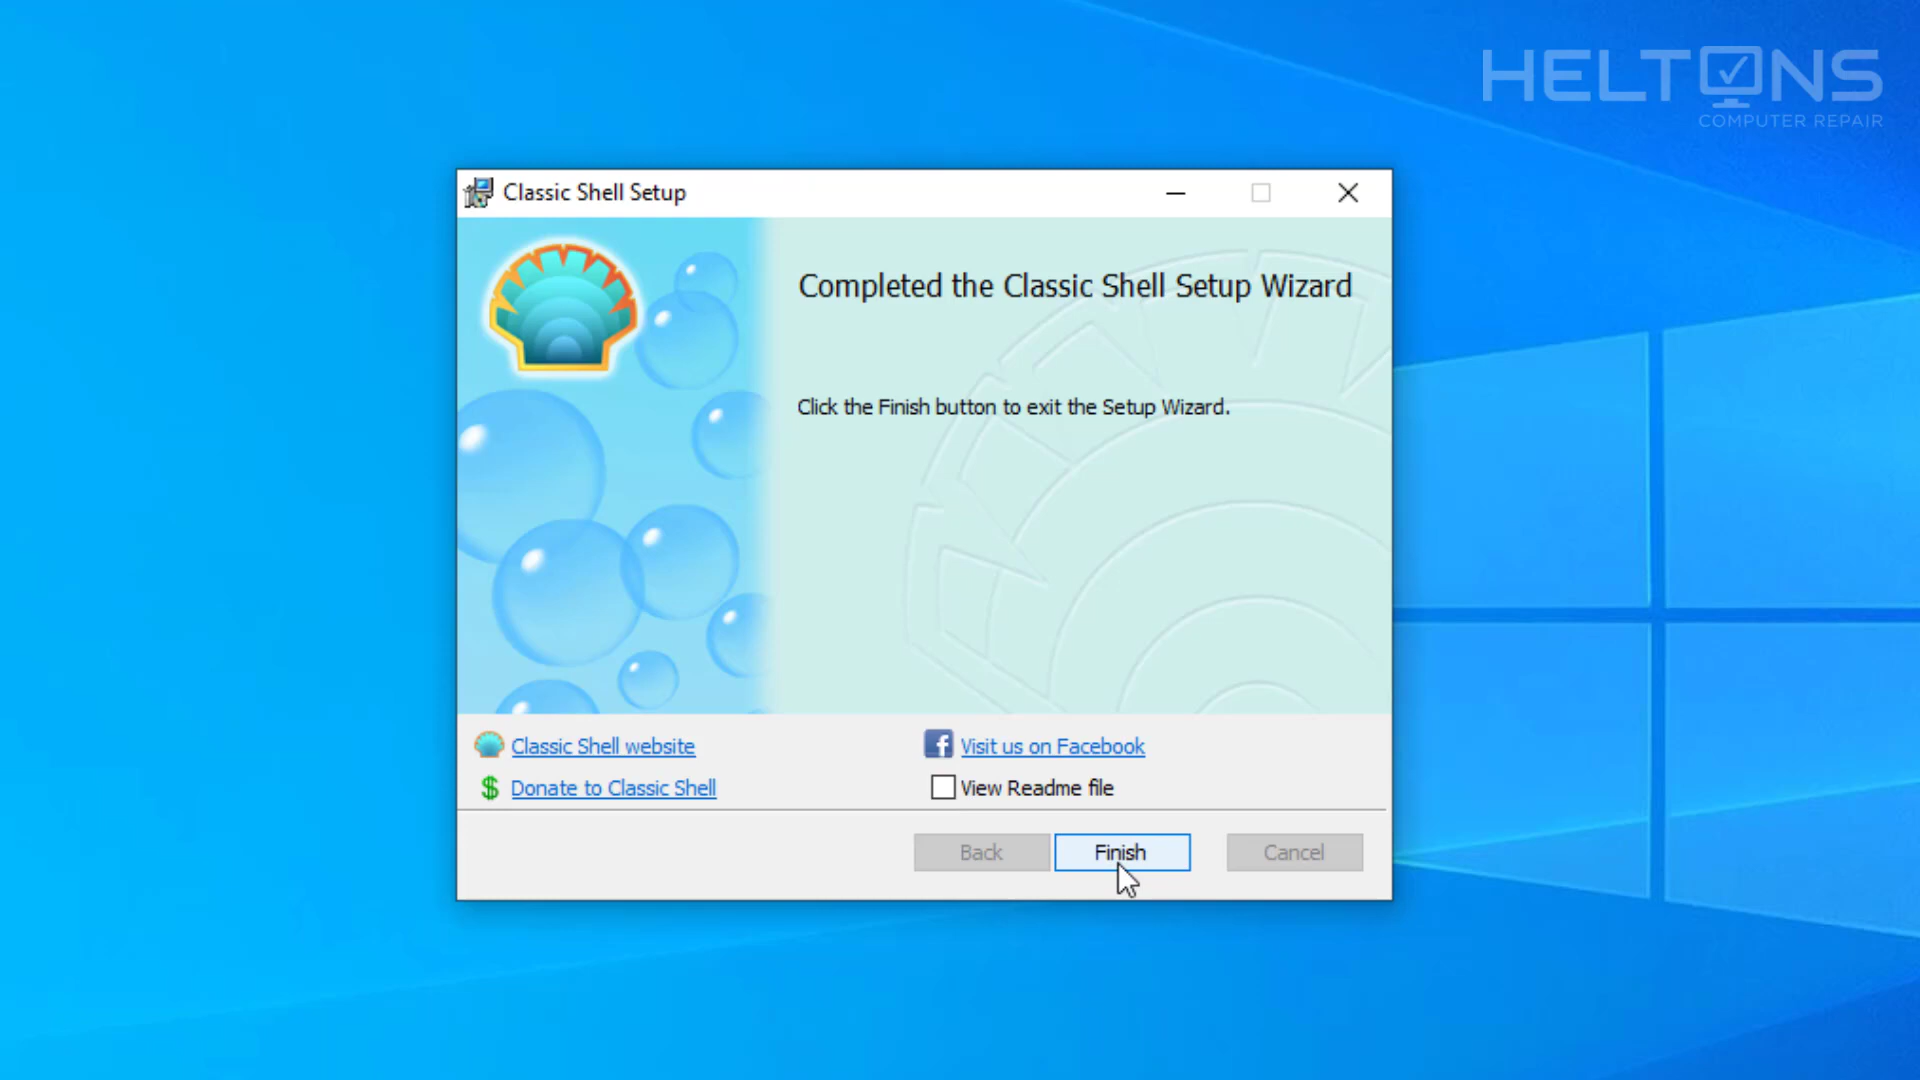 HELTONS
COMPUTER REPAIR
Classic Shell Setup
Completed the Classic Shell Setup Wizard
Click the Finish button to exit the Setup Wizard.
Classic Shell website
Visit us on Facebook
Donate to Classic Shell
View Readme file
Back
Finish
Cancel